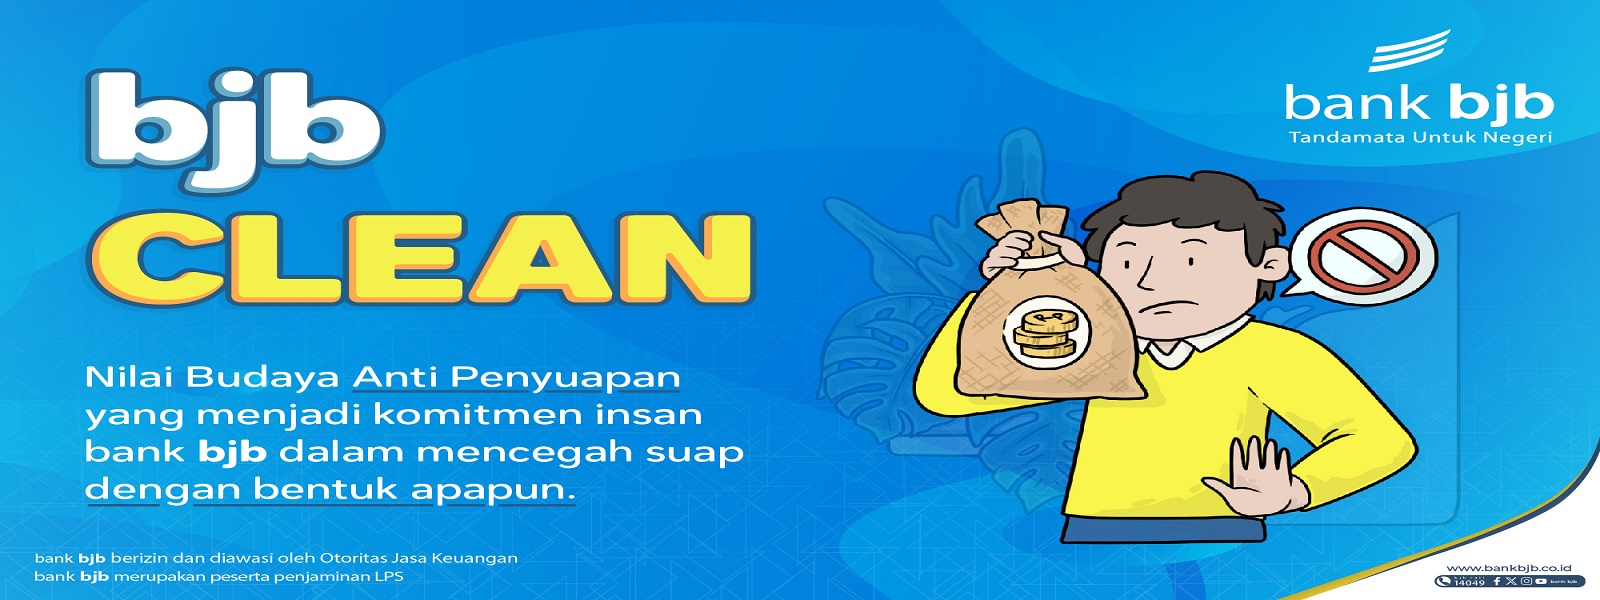 bjb
CLEAN
bank bjb
Tandamata Untuk Negeri
Nilai Budaya Anti Penyuapan
yang menjadi komitmen insan
bank bjb dalam mencegah suap
dengan bentuk apapun.
bank bjb berizin dan diawasi oleh Otoritas Jasa Keuangan
bank bjb merupakan peserta penjaminan LPS
www.bankbjb.co.id
14049
bank bjb